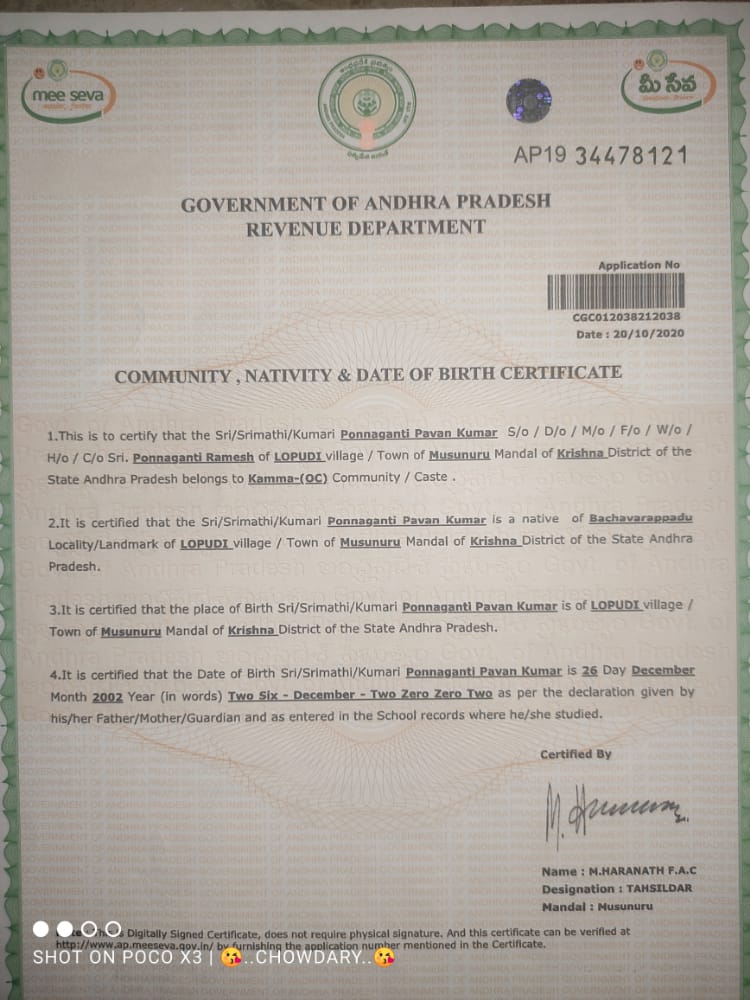 mee seva
మీ సేవ
AP19 34478121
GOVERNMENT OF ANDHRA PRADESH
REVENUE DEPARTMENT
Application No
CGC012038212038
Date : 20/10/2020
COMMUNITY , NATIVITY & DATE OF BIRTH CERTIFICATE
1.This is to certify that the Sri/Srimathi/Kumari Ponnaganti Pavan Kumar S/o / D/o / M/o / F/o / W/o /
H/o / C/o Sri. Ponnaganti Ramesh of LOPUDI village / Town of Musunuru Mandal of Krishna District of the
State Andhra Pradesh belongs to Kamma-(OC) Community / Caste .
2.It is certified that the Sri/Srimathi/Kumari Ponnaganti Pavan Kumar is a native of Bachavarappadu
Locality/Landmark of LOPUDI village / Town of Musunuru Mandal of Krishna District of the State Andhra
Pradesh.
3.It is certified that the place of Birth Sri/Srimathi/Kumari Ponnaganti Pavan Kumar is of LOPUDI village /
Town of Musunuru Mandal of Krishna District of the State Andhra Pradesh.
4.It is certified that the Date of Birth Sri/Srimathi/Kumari Ponnaganti Pavan Kumar is 26 Day December
Month 2002 Year (in words) Two Six - December - Two Zero Zero Two as per the declaration given by
his/her Father/Mother/Guardian and as entered in the School records where he/she studied.
Certified By
Name : M.HARANATH F.A.C
Designation : TAHSILDAR
Mandal : Musunuru
Digitally Signed Certificate, does not require physical signature. And this certificate can be verified at
http://www.ap.meeseva.gov.in/ by furnishing the application number mentioned in the Certificate.
SHOT ON POCO X3 | 😘..CHOWDARY..😘